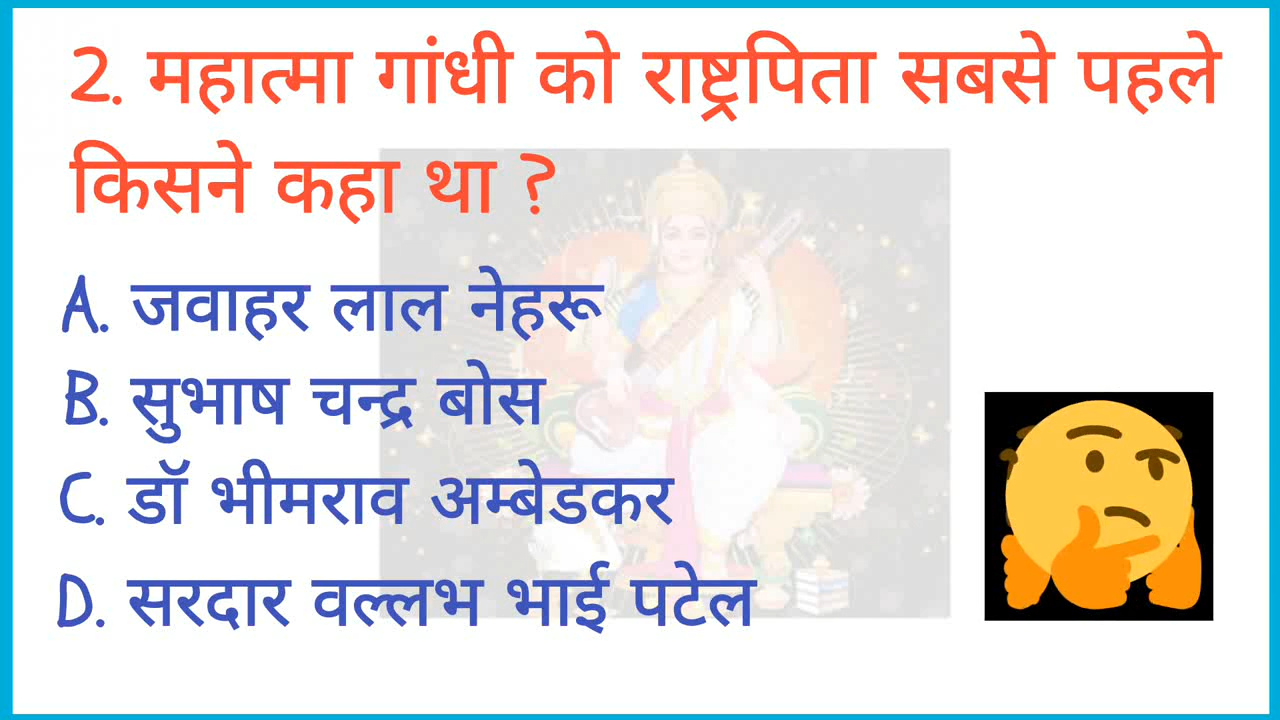 2. महात्मा गांधी को राष्ट्रपिता सबसे पहले
किसने कहा था ?
A. जवाहर लाल नेहरू
B. सुभाष चन्द्र बोस
C. डॉ भीमराव अम्बेडकर
D. सरदार वल्लभ भाई पटेल